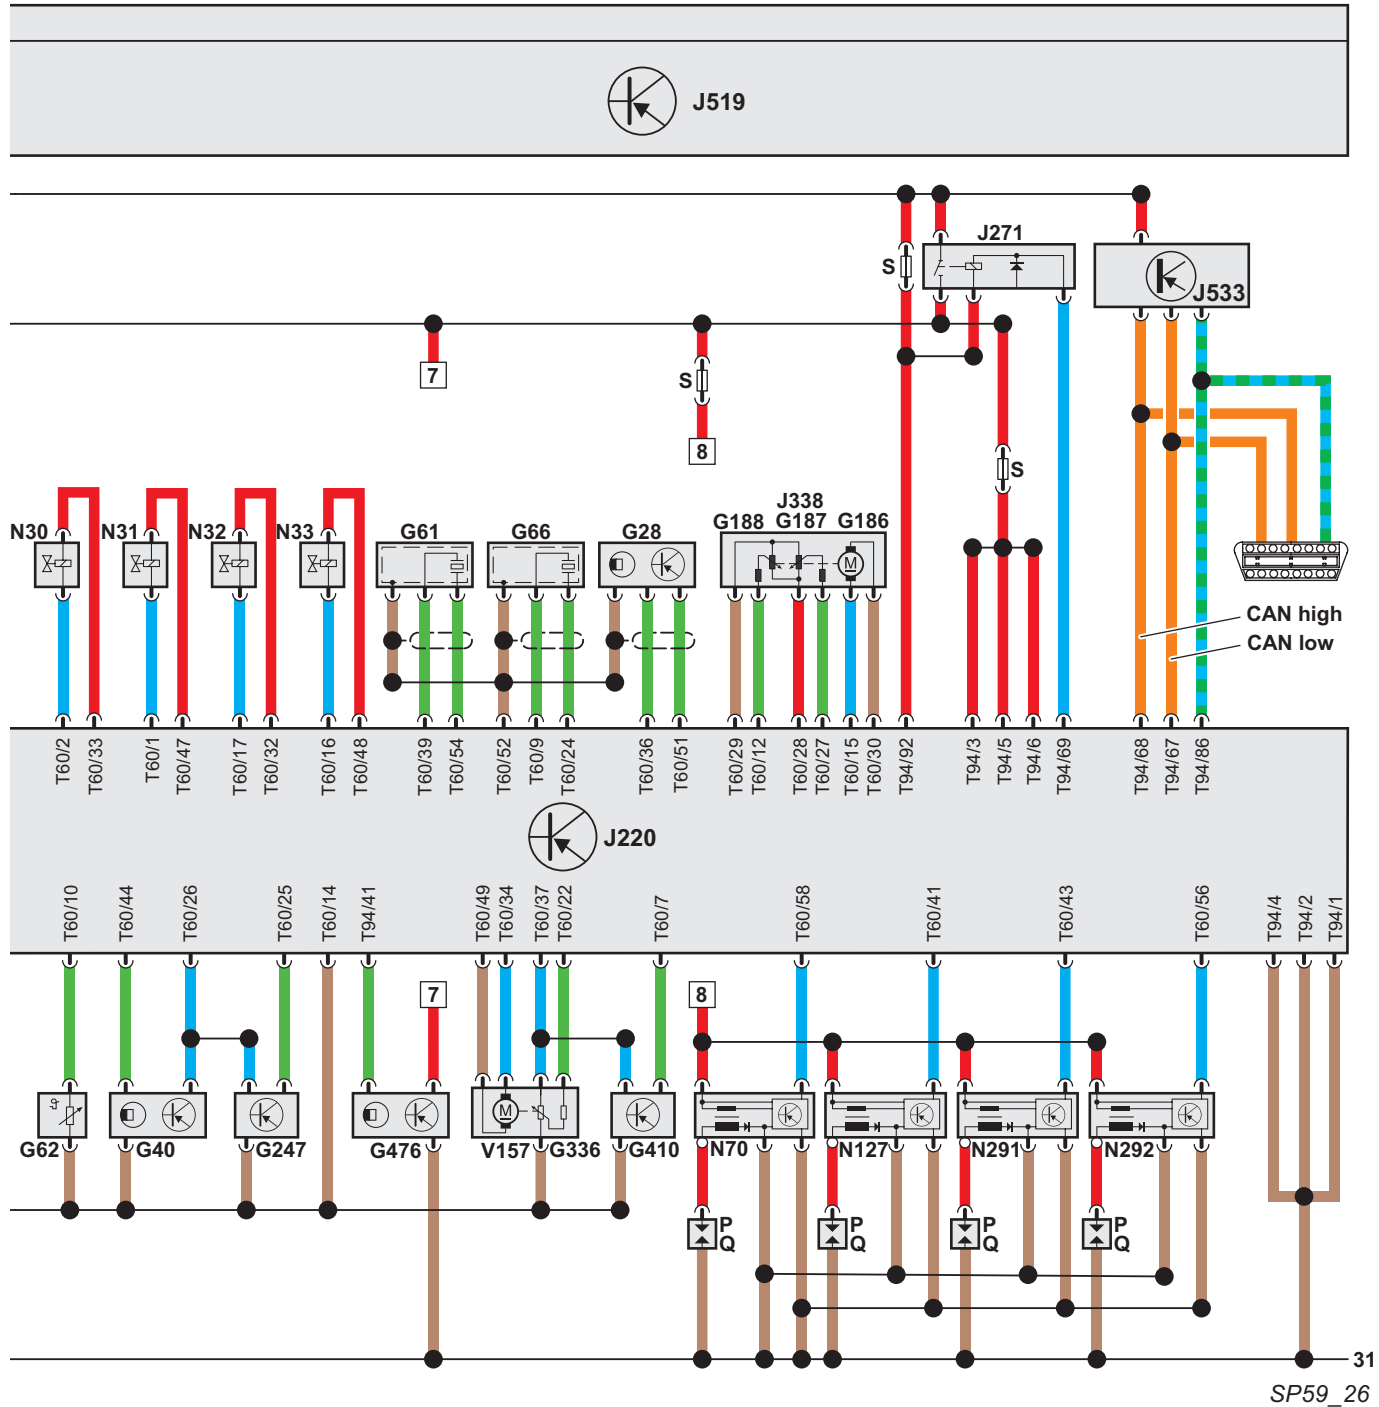 J519
J271
S
J533
7
S
8
S
N30 N31 N32 N33 G61 G66 G28 J338
G188 G187 G186
CAN high
CAN low
T60/2 T60/33 T60/1 T60/47 T60/17 T60/32 T60/16 T60/48 T60/39 T60/54 T60/52 T60/9 T60/24 T60/36 T60/51 T60/29 T60/12 T60/28 T60/27 T60/15 T60/30 T94/92 T94/3 T94/5 T94/6 T94/69 T94/68 T94/67 T94/86
M
J220
T60/10 T60/44 T60/26 T60/25 T60/14 T94/41 T60/49 T60/34 T60/37 T60/22 T60/7 T60/58 T60/41 T60/43 T60/56 T94/4 T94/2 T94/1
7 8
M
G62 G40 G247 G476 V157 G336 G410 N70 N127 N291 N292
P P P P
Q Q Q Q
31
SP59_26